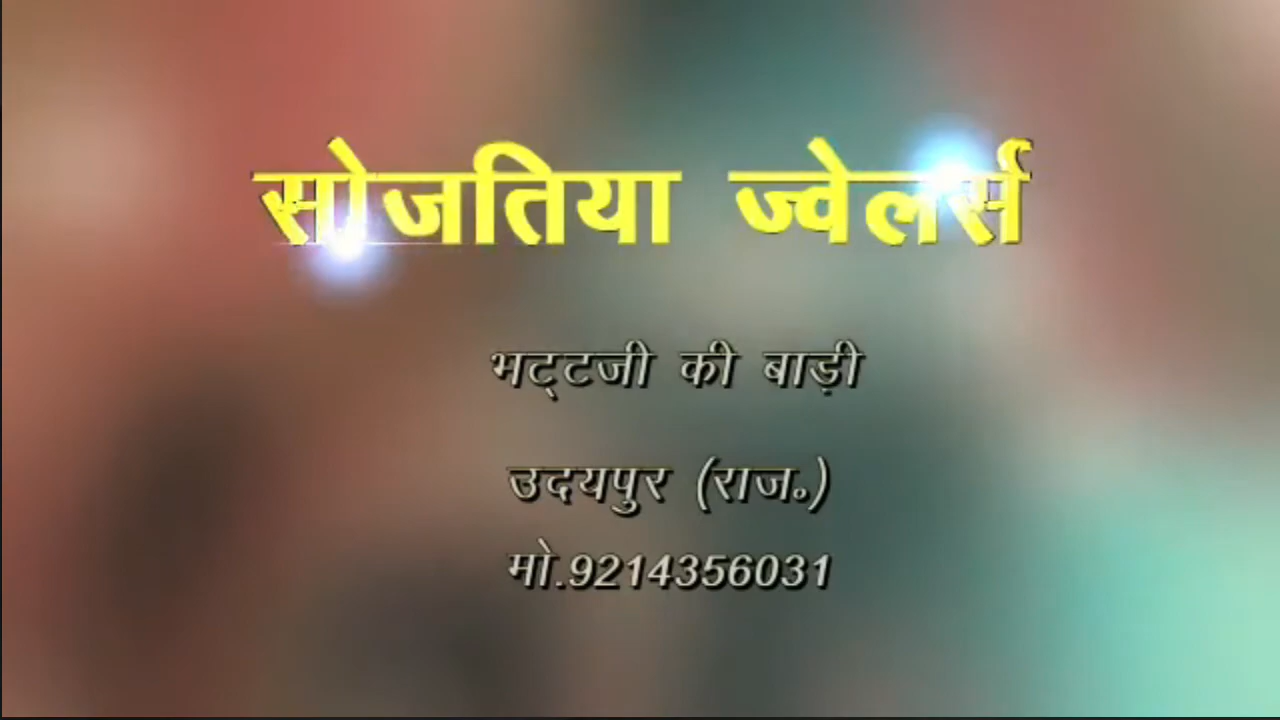 सोजतिया ज्वेलर्स
भट्टजी की बाड़ी
उदयपुर (राज॰)
मो.9214356031